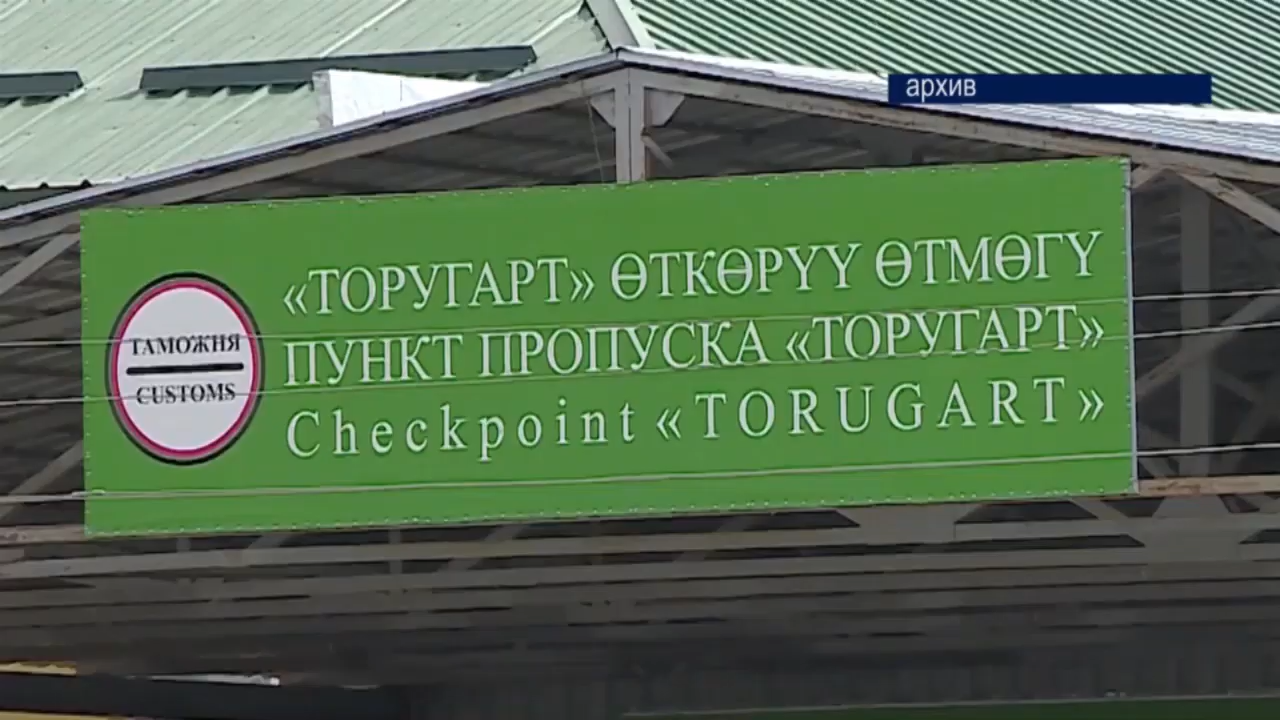 архив
«ТОРУГАРТ» ӨТКӨРҮҮ ӨТМӨГҮ
ПУНКТ ПРОПУСКА «ТОРУГАРТ»
Checkpoint «TORUGART»
ТАМОЖНЯ
CUSTOMS